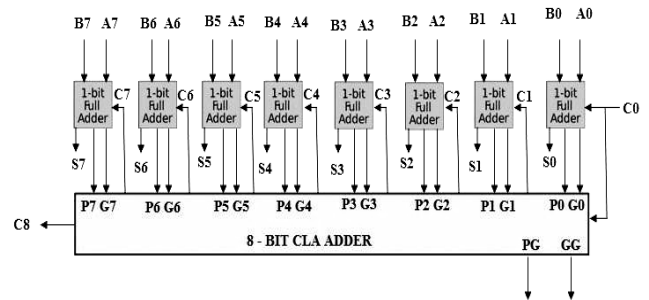 B7 A7 B6 A6 B5 A5 B4 A4 B3 A3 B2 A2 B1 A1 B0 A0
1-bit Full Adder C7 1-bit Full Adder C6 1-bit Full Adder C5 1-bit Full Adder C4 1-bit Full Adder C3 1-bit Full Adder C2 1-bit Full Adder C1 1-bit Full Adder C0
S7 S6 S5 S4 S3 S2 S1 S0
P7 G7 P6 G6 P5 G5 P4 G4 P3 G3 P2 G2 P1 G1 P0 G0
C8
8 - BIT CLA ADDER
PG GG